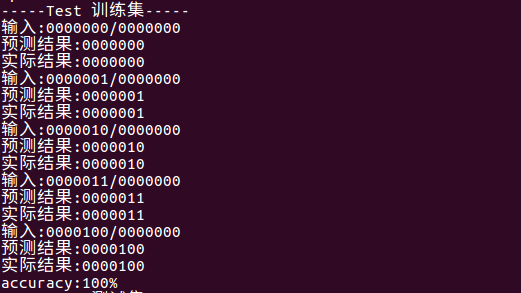 -----Test 训练集-----
输入:0000000/0000000
预测结果:0000000
实际结果:0000000
输入:0000001/0000000
预测结果:0000001
实际结果:0000001
输入:0000010/0000000
预测结果:0000010
实际结果:0000010
输入:0000011/0000000
预测结果:0000011
实际结果:0000011
输入:0000100/0000000
预测结果:0000100
实际结果:0000100
accuracy:100%